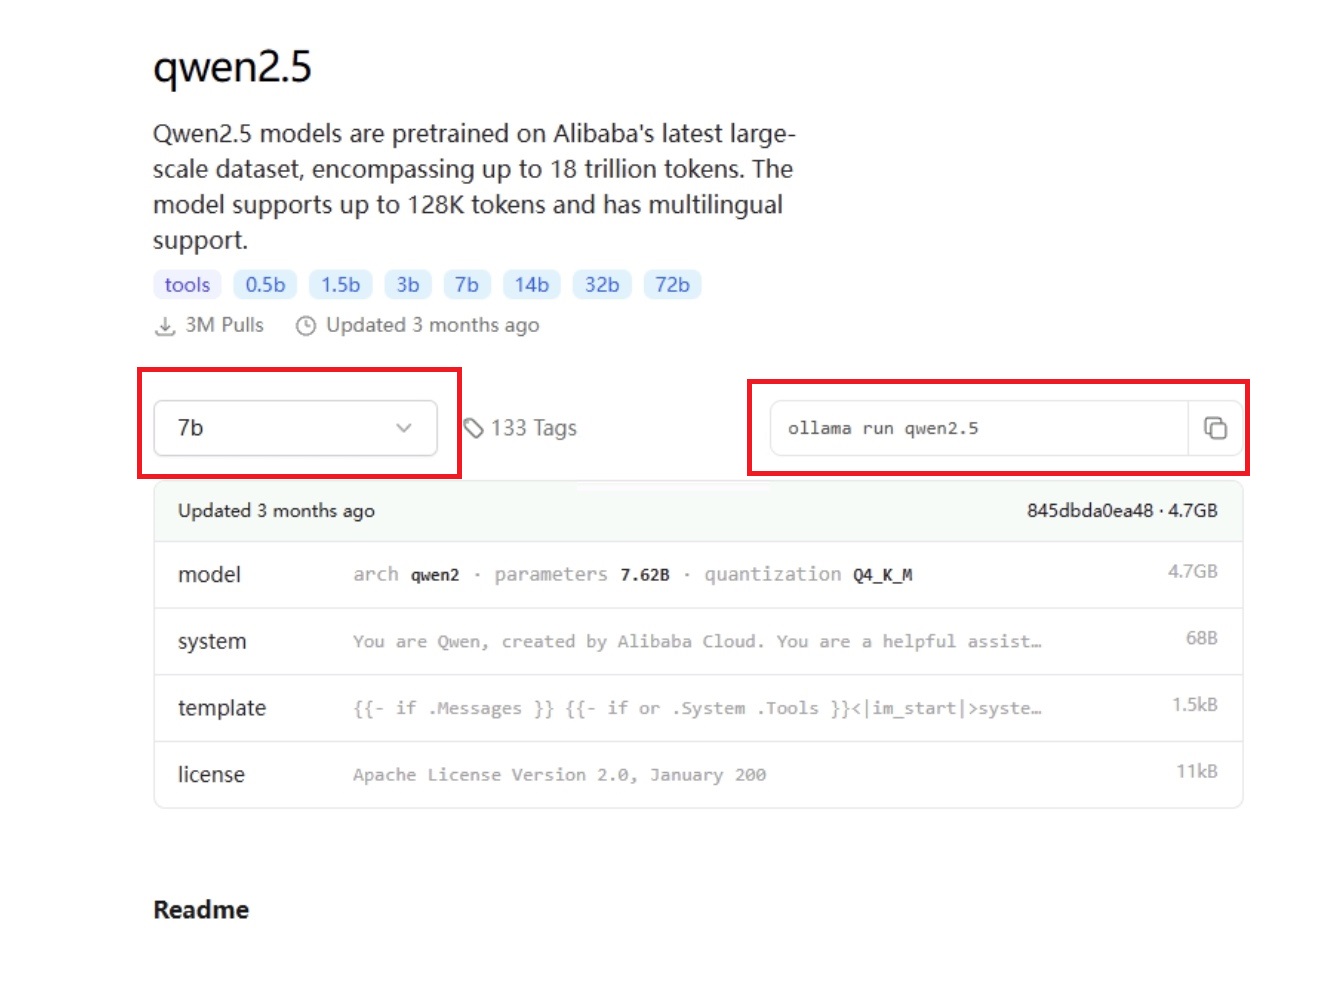 qwen2.5
Qwen2.5 models are pretrained on Alibaba's latest large-
scale dataset, encompassing up to 18 trillion tokens. The
model supports up to 128K tokens and has multilingual
support.
tools 0.5b 1.5b 3b 7b 14b 32b 72b
3M Pulls Updated 3 months ago
7b 133 Tags ollama run qwen2.5
Updated 3 months ago 845dbda0ea48 · 4.7GB
model arch qwen2 · parameters 7.62B · quantization Q4_K_M 4.7GB
system You are Qwen, created by Alibaba Cloud. You are a helpful assist… 68B
template {{- if .Messages }} {{- if or .System .Tools }}<|im_start|>syste… 1.5kB
license Apache License Version 2.0, January 200 11kB
Readme